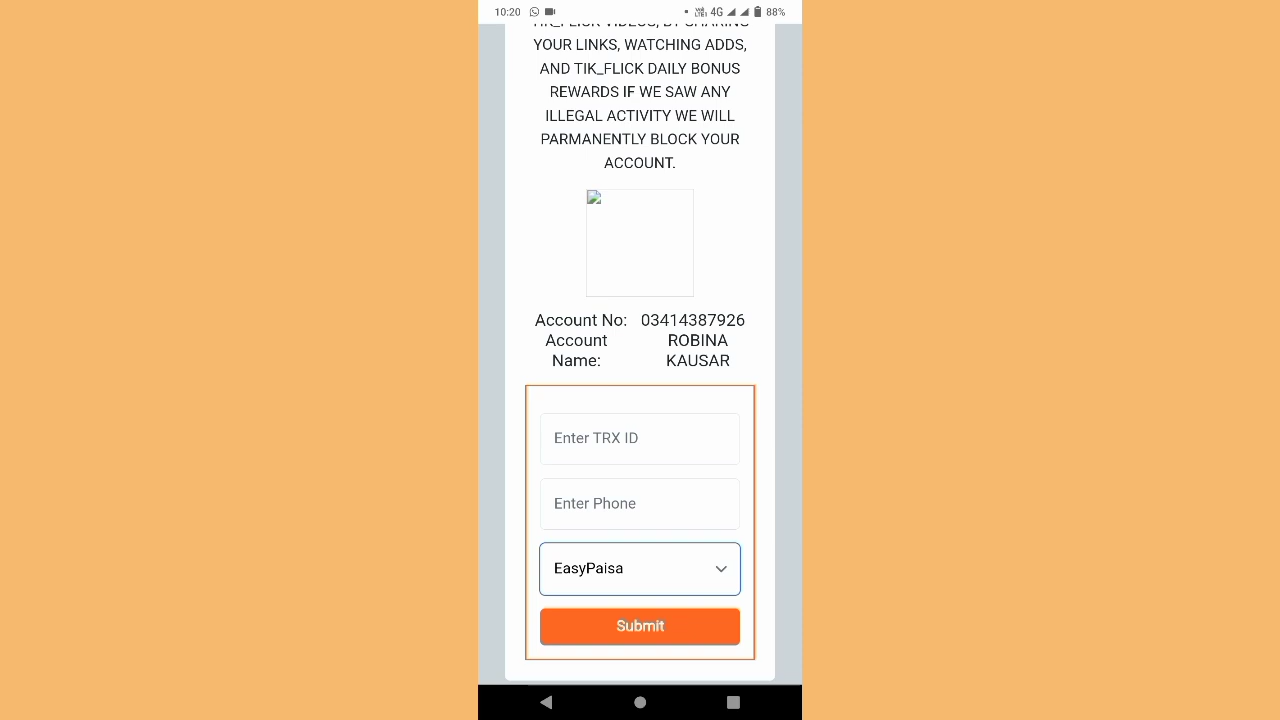 10:20 4G 88%
YOUR LINKS, WATCHING ADDS,
AND TIK_FLICK DAILY BONUS
REWARDS IF WE SAW ANY
ILLEGAL ACTIVITY WE WILL
PARMANENTLY BLOCK YOUR
ACCOUNT.
Account No: 03414387926
Account ROBINA
Name: KAUSAR
Enter TRX ID
Enter Phone
EasyPaisa
Submit